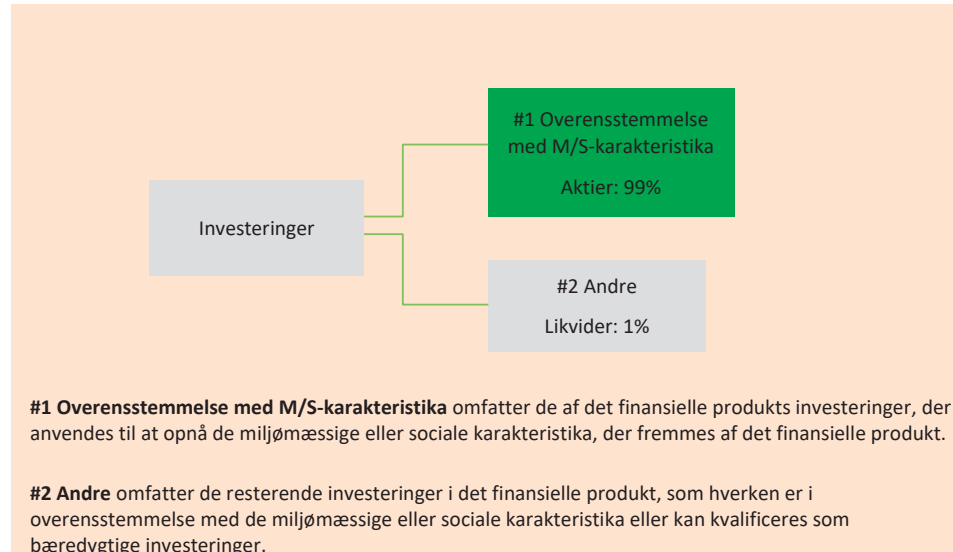 #1 Overensstemmelse
med M/S-karakteristika
Aktier: 99%
Investeringer
#2 Andre
Likvider: 1%
#1 Overensstemmelse med M/S-karakteristika omfatter de af det finansielle produkts investeringer, der
anvendes til at opnå de miljømæssige eller sociale karakteristika, der fremmes af det finansielle produkt.
#2 Andre omfatter de resterende investeringer i det finansielle produkt, som hverken er i
overensstemmelse med de miljømæssige eller sociale karakteristika eller kan kvalificeres som
bæredygtige investeringer.